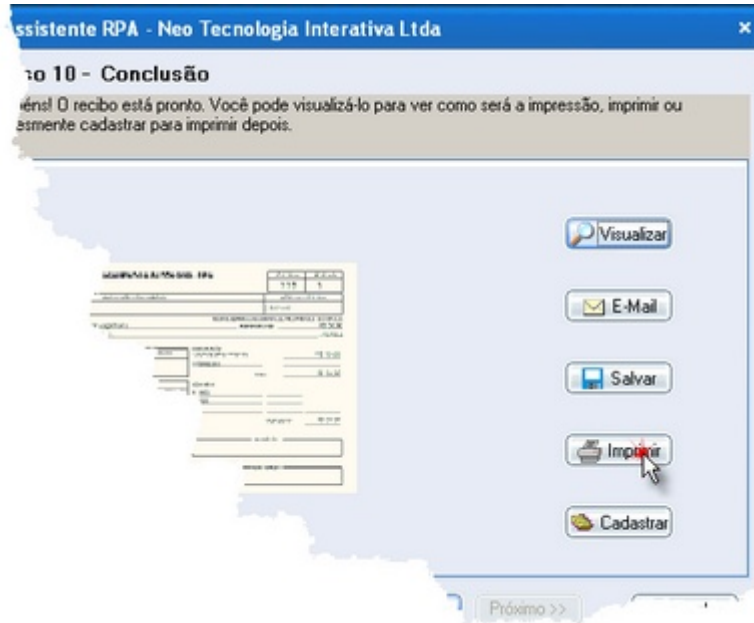 ssistente RPA - Neo Tecnologia Interativa Ltda
so 10 - Conclusão
éns! O recibo está pronto. Você pode visualizá-lo para ver como será a impressão, imprimir ou
esmente cadastrar para imprimir depois.
Visualizar
E-Mail
Salvar
Imprimir
Cadastrar
Próximo >>